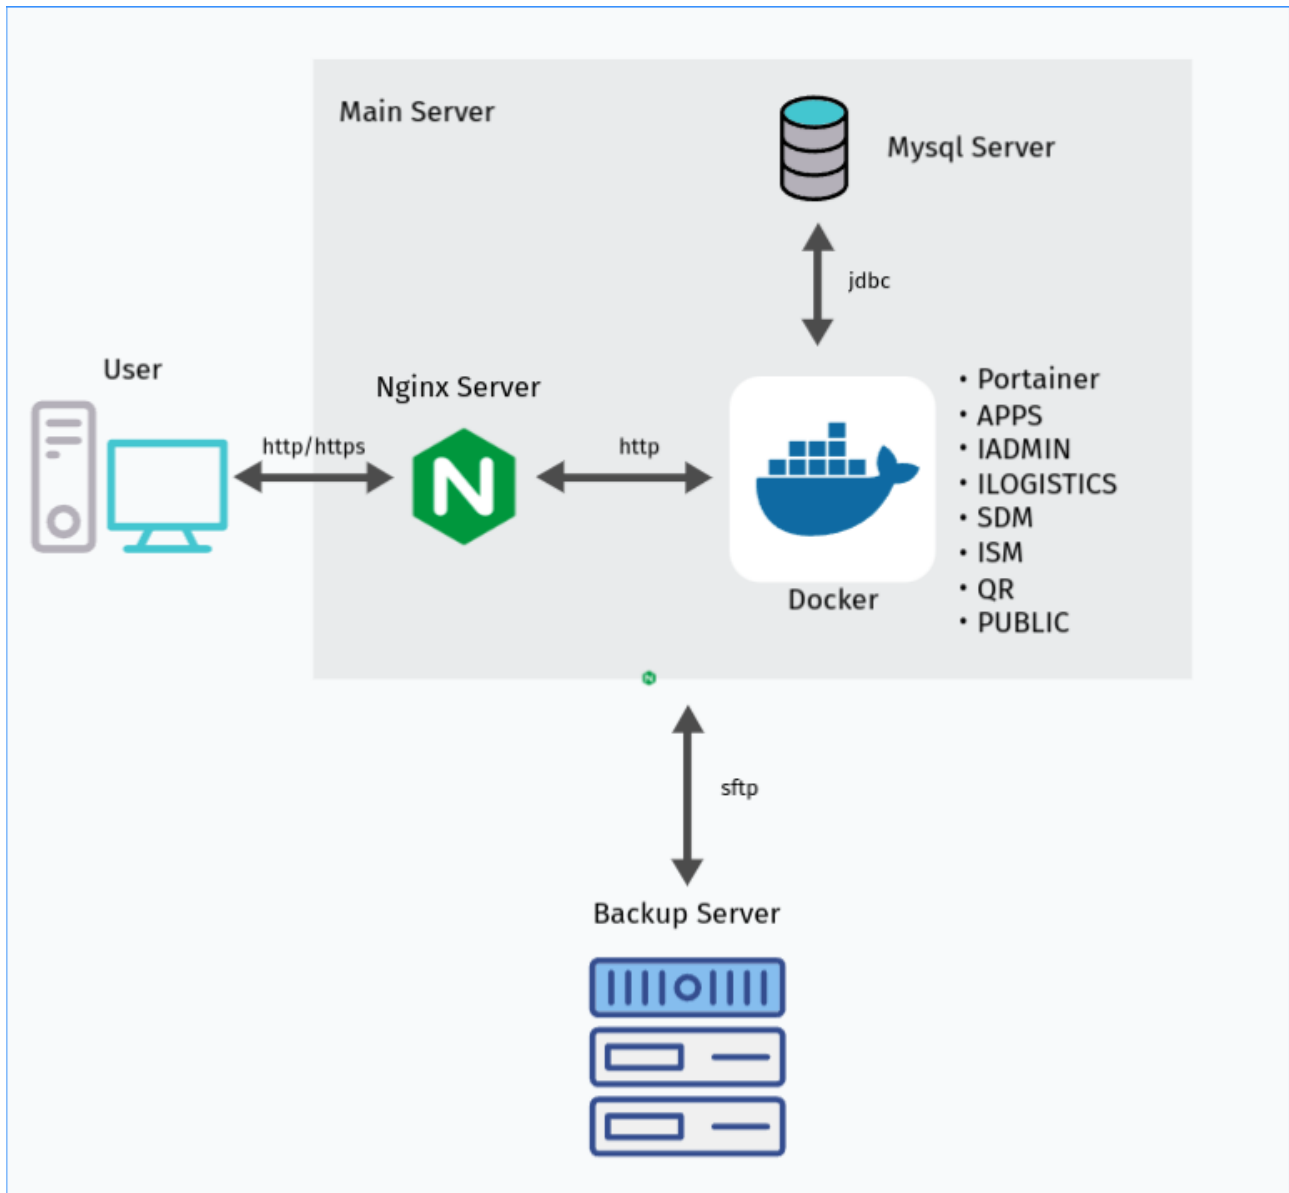 Main Server
Mysql Server
jdbc
User
Nginx Server
http/https
http
• Portainer
• APPS
• IADMIN
• ILOGISTICS
• SDM
• ISM
• QR
• PUBLIC
Docker
N
N
sftp
Backup Server